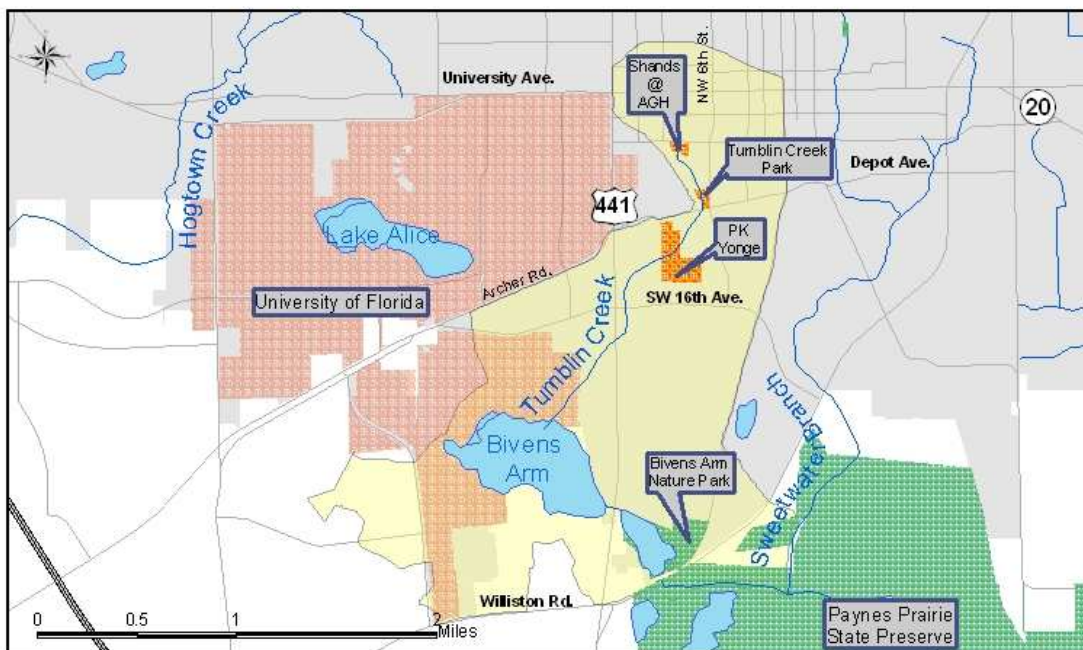 University Ave.
Shands
@
AGH
NW 6th St.
20
Hogtown Creek
Tumblin Creek
Park
Depot Ave.
441
Lake Alice
PK
Yonge
Archer Rd.
University of Florida
SW 16th Ave.
Tumblin Creek
Bivens
Arm
Bivens Arm
Nature Park
Sweetwater Branch
Williston Rd.
Paynes Prairie
State Preserve
0 0.5 1 2
Miles